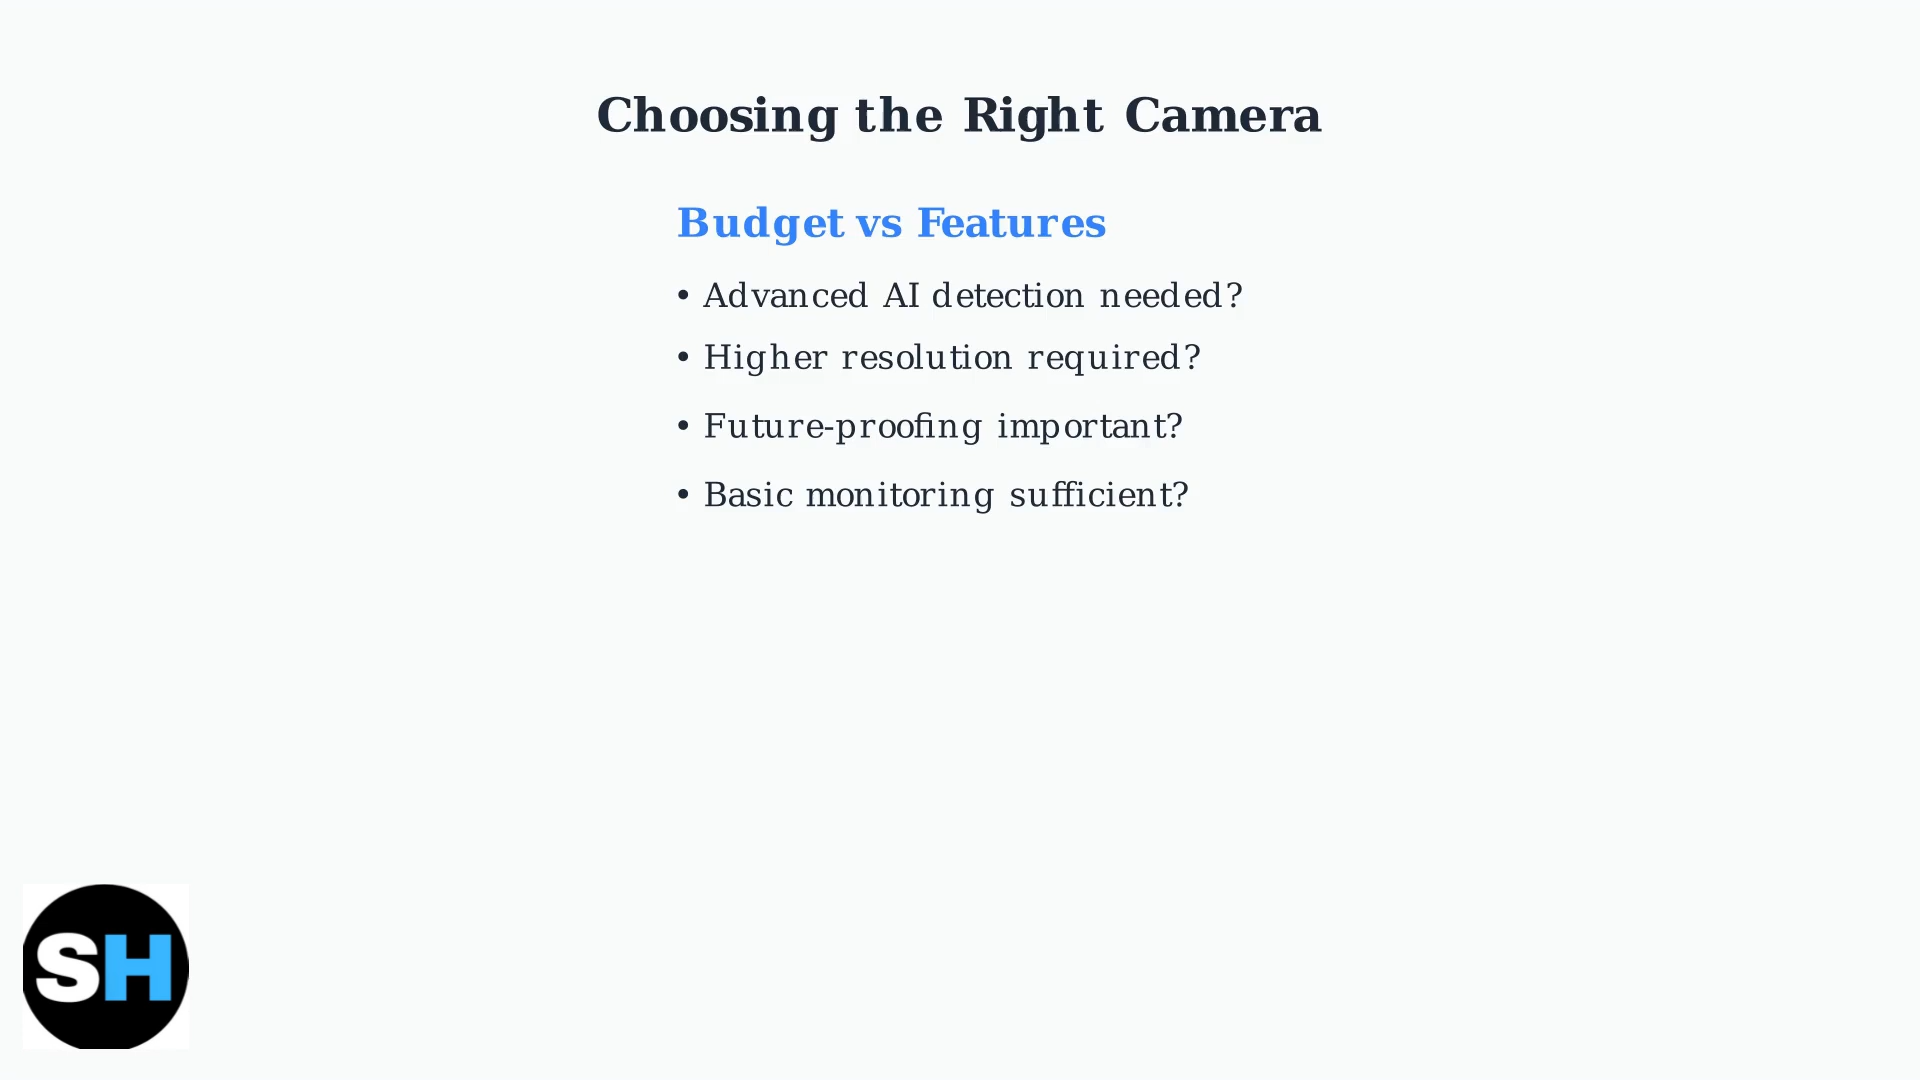 Choosing the Right Camera
Budget vs Features
• Advanced AI detection needed?
• Higher resolution required?
• Future-proofing important?
• Basic monitoring sufficient?
SH